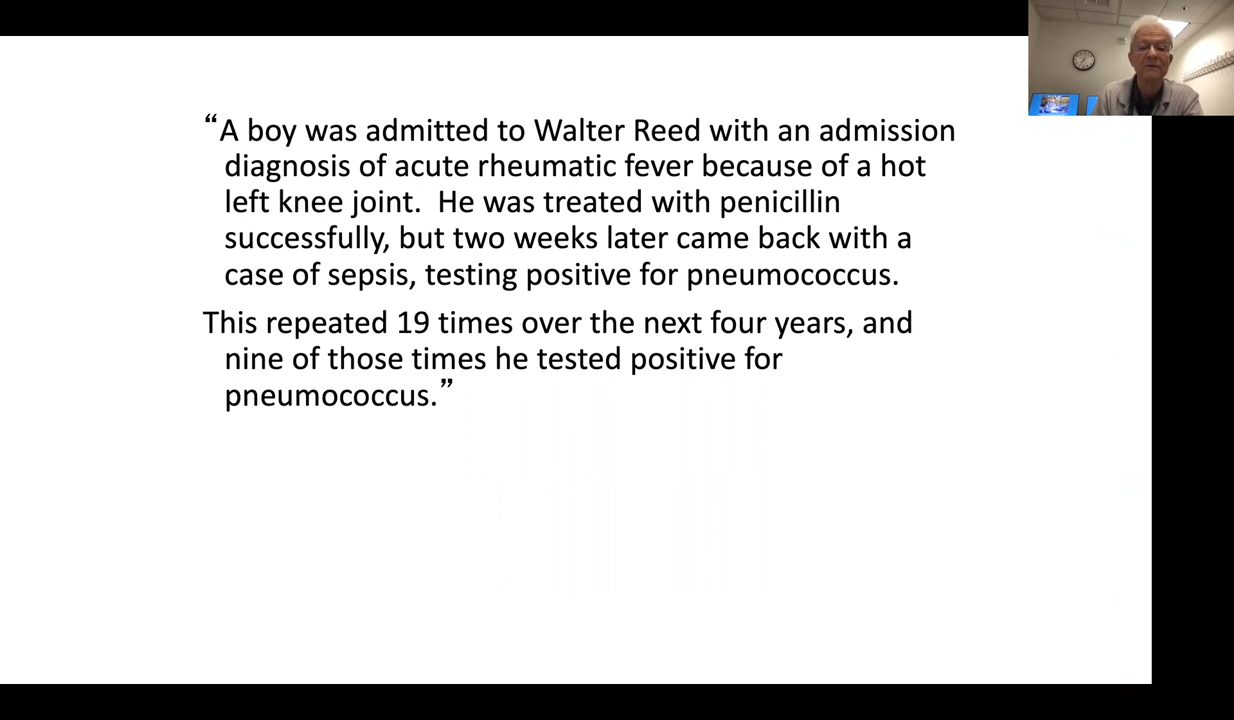 “A boy was admitted to Walter Reed with an admission
diagnosis of acute rheumatic fever because of a hot
left knee joint.  He was treated with penicillin
successfully, but two weeks later came back with a
case of sepsis, testing positive for pneumococcus.
This repeated 19 times over the next four years, and
nine of those times he tested positive for
pneumococcus.”